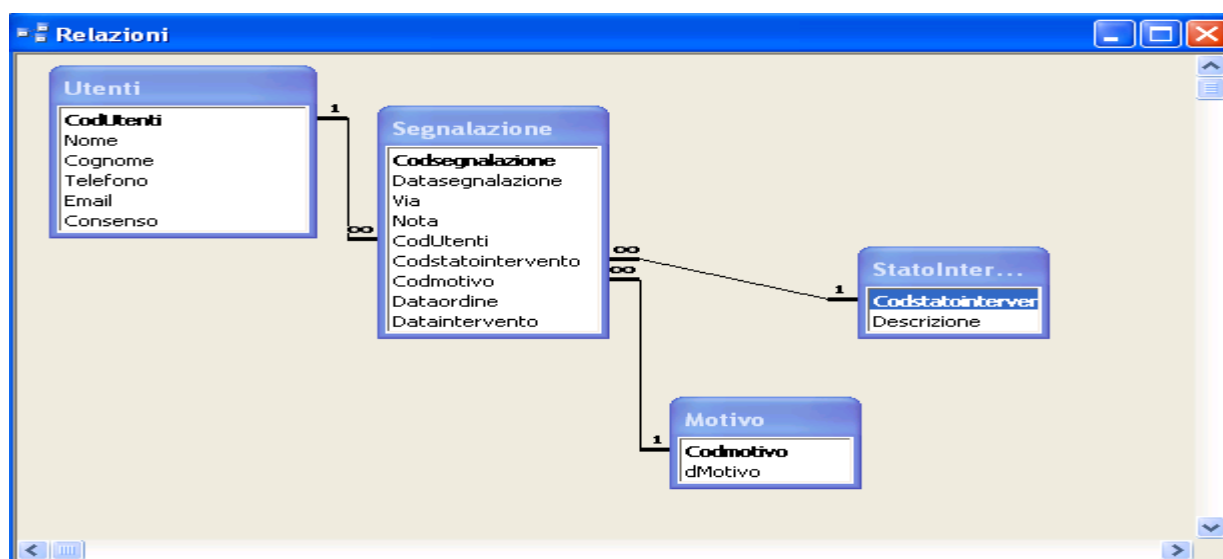 Relazioni
Utenti
CodUtenti
Nome
Cognome
Telefono
Email
Consenso
1
∞
Segnalazione
Codsegnalazione
Datasegnalazione
Via
Nota
CodUtenti
Codstatointervento
Codmotivo
Dataordine
Dataintervento
∞
∞
1
StatoInter...
Codstatointerver
Descrizione
1
Motivo
Codmotivo
dMotivo